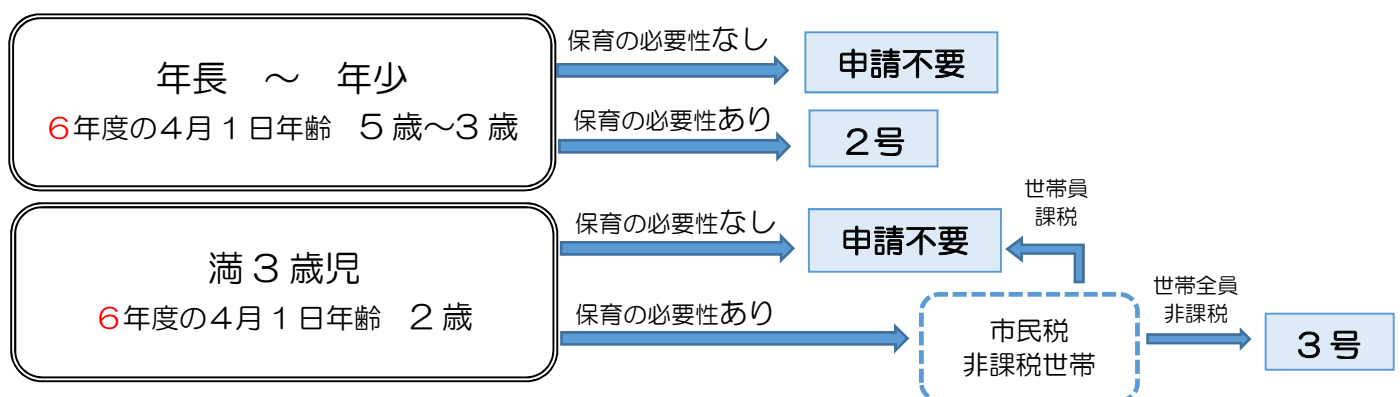 年長　～　年少
6年度の4月1日年齢　5歳～3歳
保育の必要性なし
申請不要
保育の必要性あり
2号
満3歳児
6年度の4月1日年齢　2歳
保育の必要性なし
申請不要
世帯員
課税
保育の必要性あり
市民税
非課税世帯
世帯全員
非課税
3号